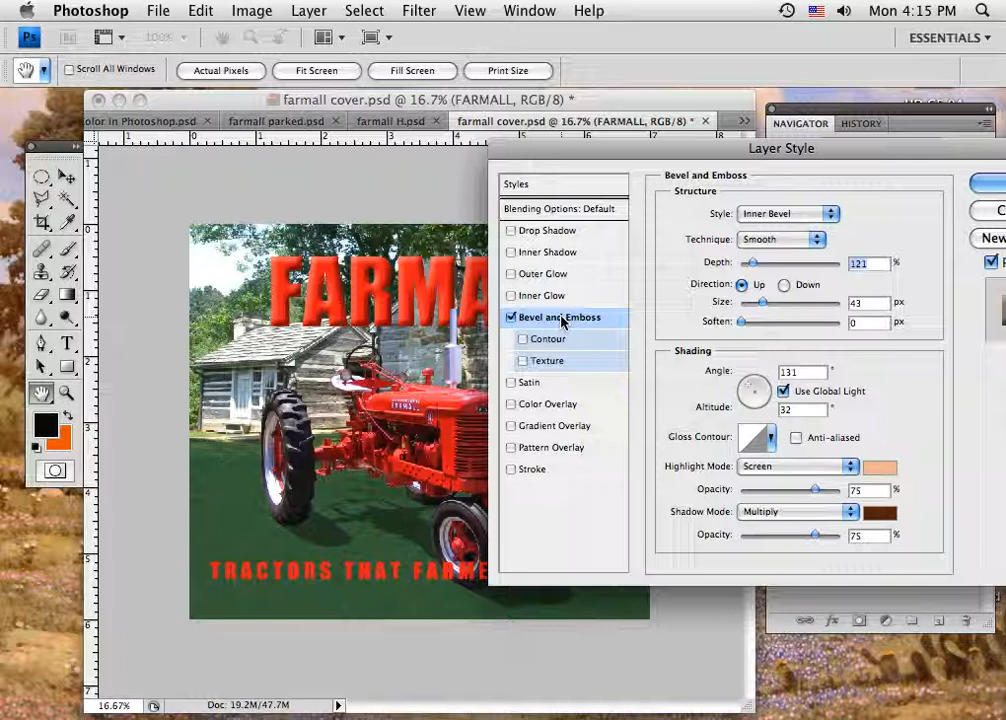 Photoshop File Edit Image Layer Select Filter View Window Help Mon 4:15 PM
Ps Br 100% ESSENTIALS
Scroll All Windows Actual Pixels Fit Screen Fill Screen Print Size
farmall cover.psd @ 16.7% (FARMALL, RGB/8) *
olor in Photoshop.psd farmall parked.psd farmall H.psd farmall cover.psd @ 16.7% (FARMALL, RGB/8) *
NAVIGATOR HISTORY
Layer Style
Styles
Blending Options: Default
Drop Shadow
Inner Shadow
Outer Glow
Inner Glow
Bevel and Emboss
Contour
Texture
Satin
Color Overlay
Gradient Overlay
Pattern Overlay
Stroke
Bevel and Emboss
Structure
Style: Inner Bevel
Technique: Smooth
Depth: 121 %
Direction: Up Down
Size: 43 px
Soften: 0 px
Shading
Angle: 131 °
Use Global Light
Altitude: 32 °
Gloss Contour: Anti-aliased
Highlight Mode: Screen
Opacity: 75 %
Shadow Mode: Multiply
Opacity: 75 %
C
New
FARMA
TRACTORS THAT FARME
16.67% Doc: 19.2M/47.7M